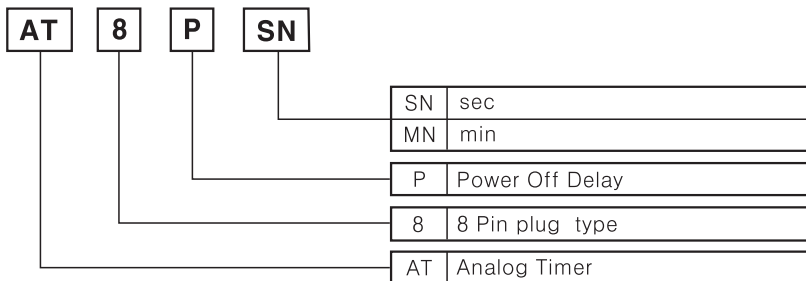 AT 8 P SN
SN sec
MN min
P Power Off Delay
8 8 Pin plug type
AT Analog Timer